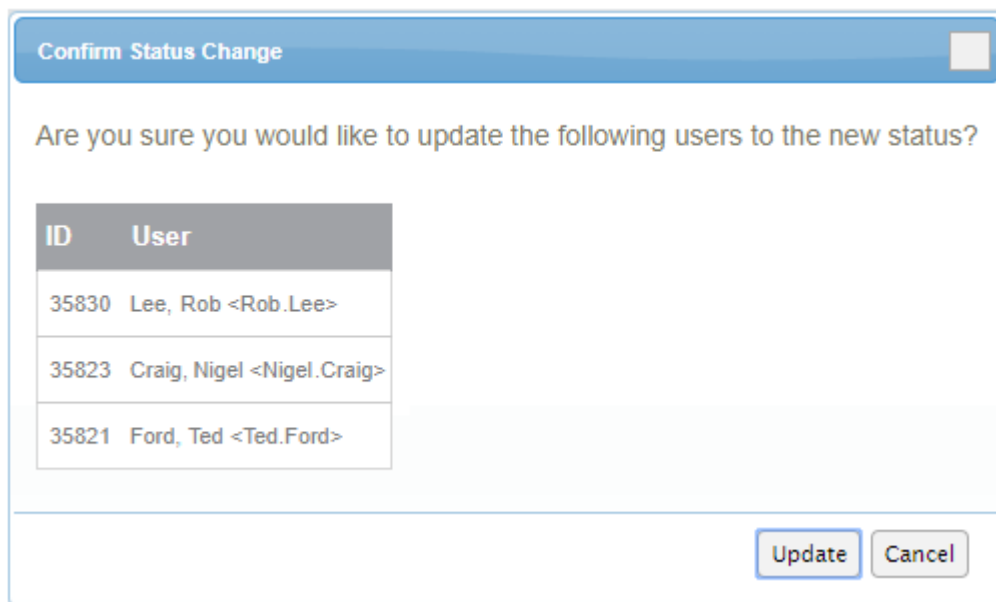 Confirm Status Change
Are you sure you would like to update the following users to the new status?
ID User
35830 Lee, Rob <Rob.Lee>
35823 Craig, Nigel <Nigel.Craig>
35821 Ford, Ted <Ted.Ford>
Update Cancel